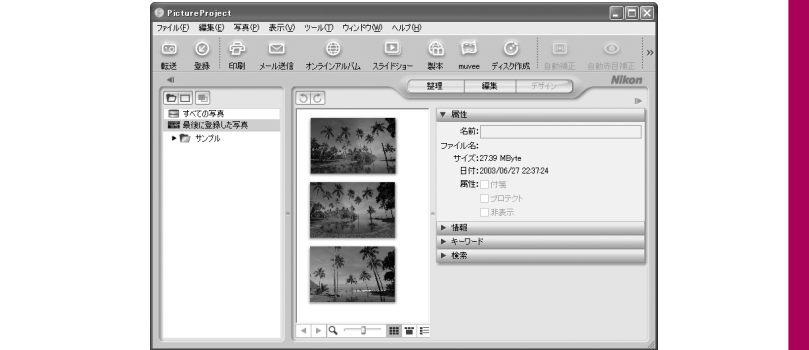 PictureProject
ファイル(F) 編集(E) 写真(P) 表示(V) ツール(T) ウィンドウ(W) ヘルプ(H)
転送 登録 印刷 メール送信 オンラインアルバム スライドショー 製本 muvee ディスク作成 自動補正 自動赤目補正 »
整理 編集 デザイン Nikon
すべての写真
最後に登録した写真
サンプル
属性
名前:
ファイル名:
サイズ:27.39 MByte
日付:2003/06/27 22:37:24
属性: 付箋
プロテクト
非表示
情報
キーワード
検索